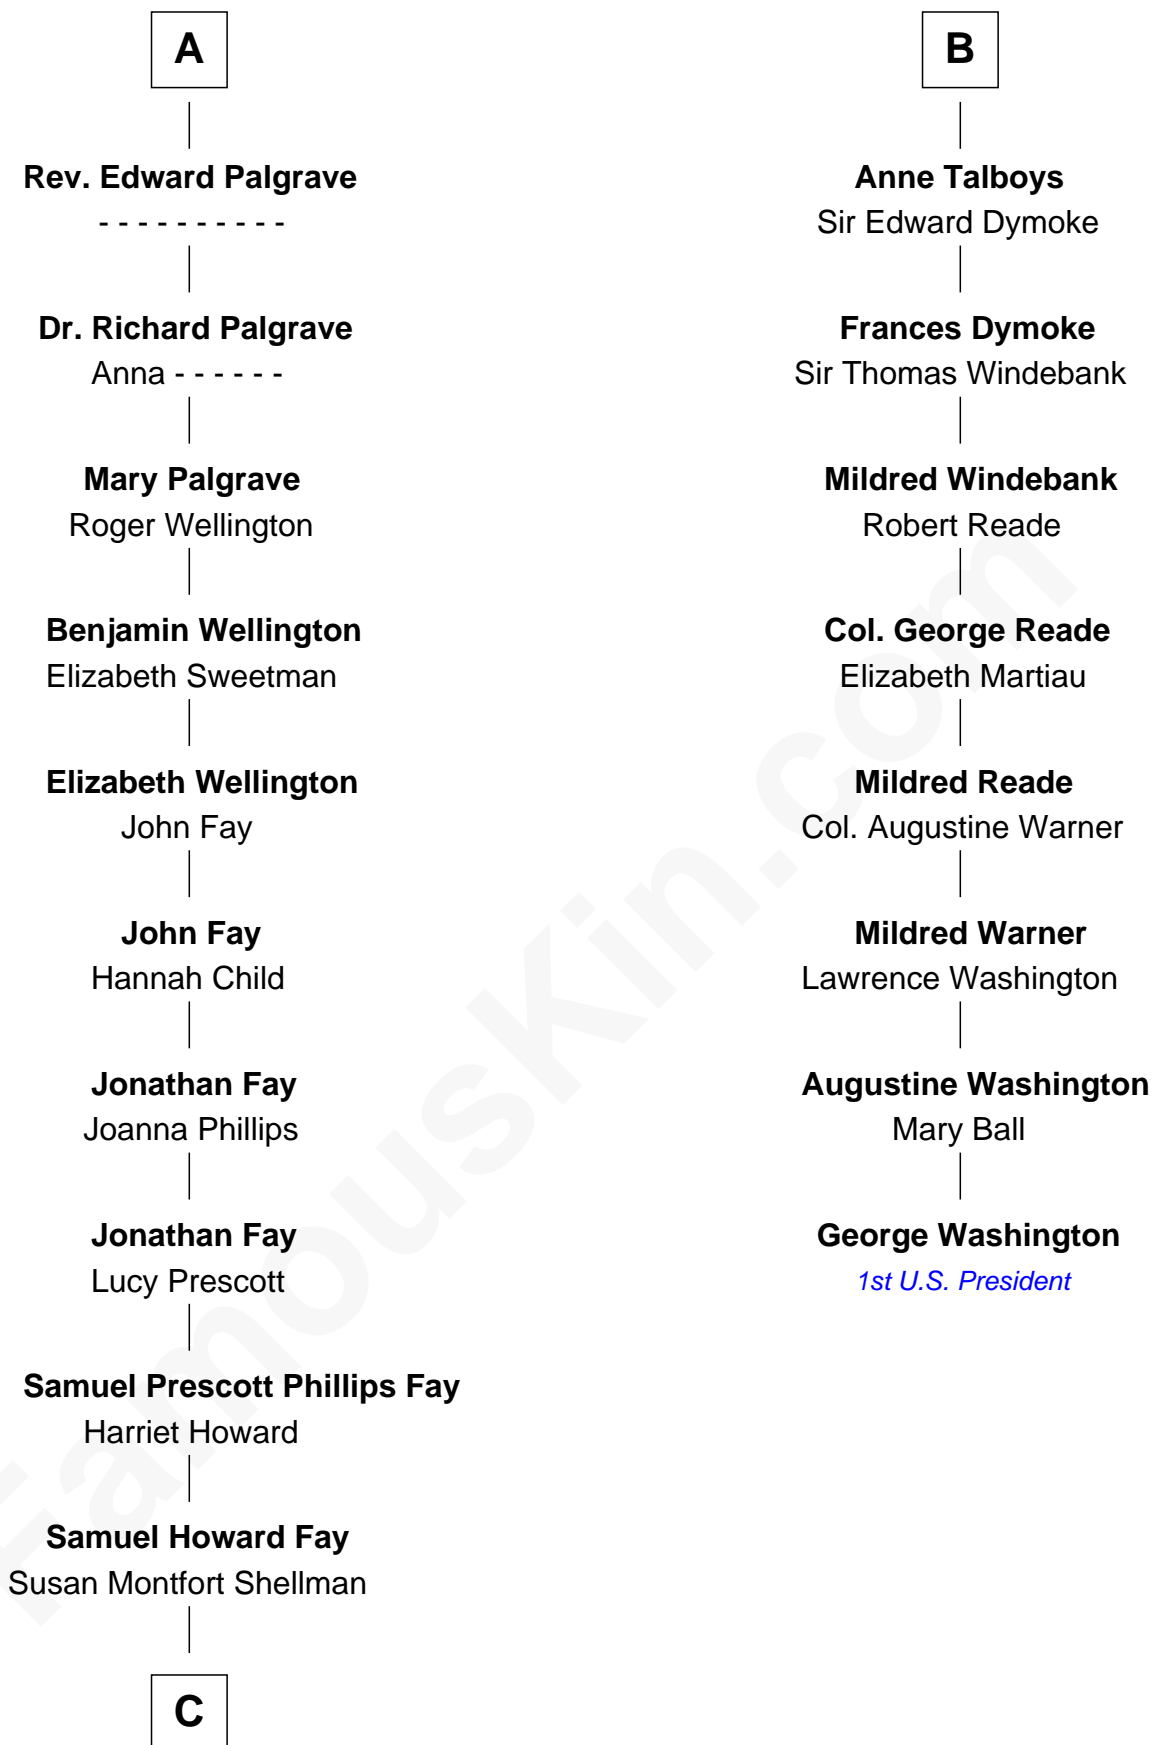 A
Rev. Edward Palgrave
- - - - - - - - - -
Dr. Richard Palgrave
Anna - - - - - -
Mary Palgrave
Roger Wellington
Benjamin Wellington
Elizabeth Sweetman
Elizabeth Wellington
John Fay
John Fay
Hannah Child
Jonathan Fay
Joanna Phillips
Jonathan Fay
Lucy Prescott
Samuel Prescott Phillips Fay
Harriet Howard
Samuel Howard Fay
Susan Montfort Shellman
C
B
Anne Talboys
Sir Edward Dymoke
Frances Dymoke
Sir Thomas Windebank
Mildred Windebank
Robert Reade
Col. George Reade
Elizabeth Martiau
Mildred Reade
Col. Augustine Warner
Mildred Warner
Lawrence Washington
Augustine Washington
Mary Ball
George Washington
1st U.S. President
FamousKin.com